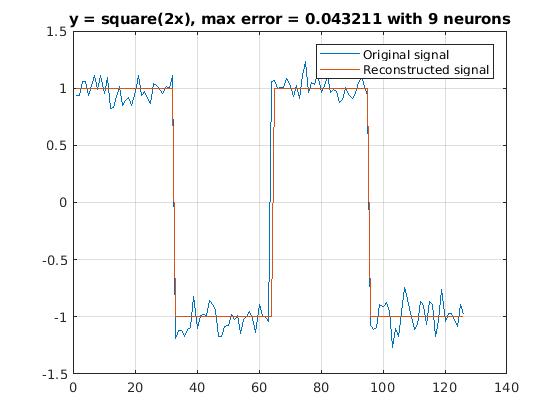 y = square(2x), max error = 0.043211 with 9 neurons
Original signal
Reconstructed signal
1.5
1
0.5
0
-0.5
-1
-1.5
0 20 40 60 80 100 120 140